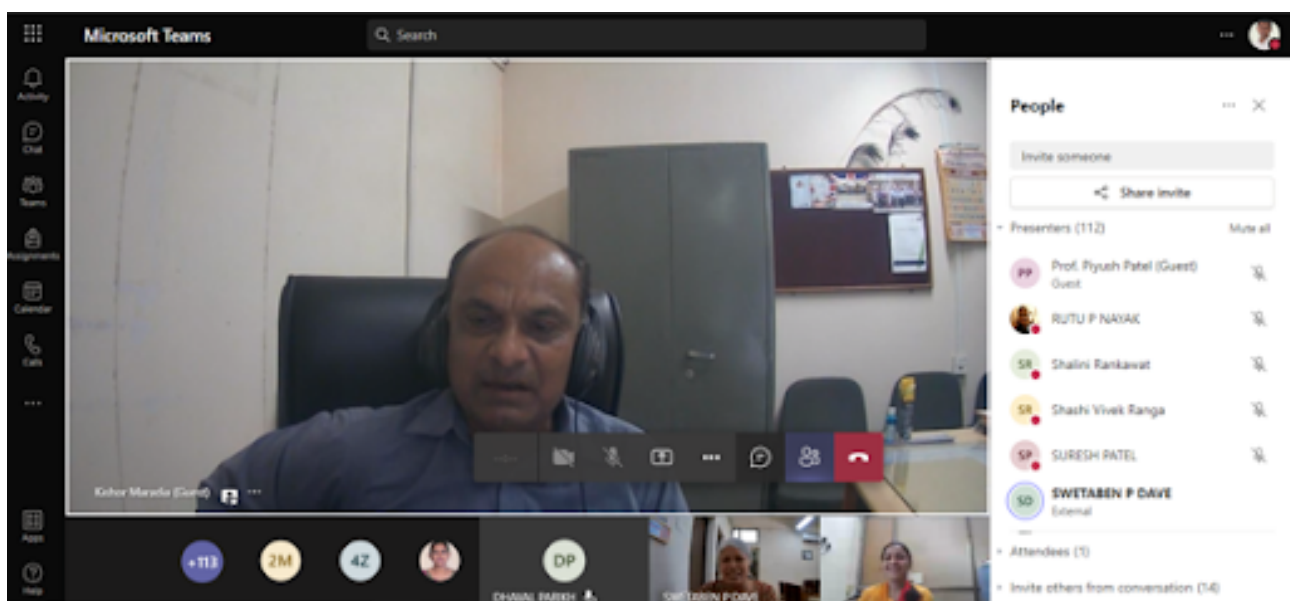 Microsoft Teams
Search
Activity
Chat
Teams
Assignments
Calendar
Calls
Apps
Help
Kishor Maradia (Guest)
+113
2M
4Z
DP
DHAVAL PARIKH
SWETABEN P DAVE
People
Invite someone
Share invite
Presenters (112)
Mute all
PP
Prof. Piyush Patel (Guest)
Guest
RUTU P NAYAK
SR
Shalini Rankawat
SR
Shashi Vivek Ranga
SP
SURESH PATEL
SD
SWETABEN P DAVE
External
Attendees (1)
Invite others from conversation (14)